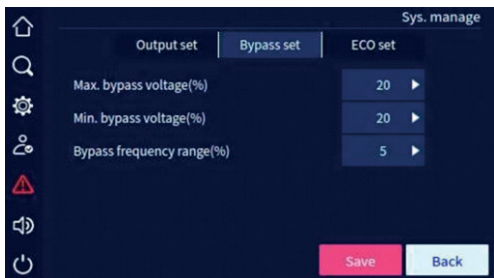 Sys. manage
Output set Bypass set ECO set
Max. bypass voltage(%) 20
Min. bypass voltage(%) 20
Bypass frequency range(%) 5
Save Back